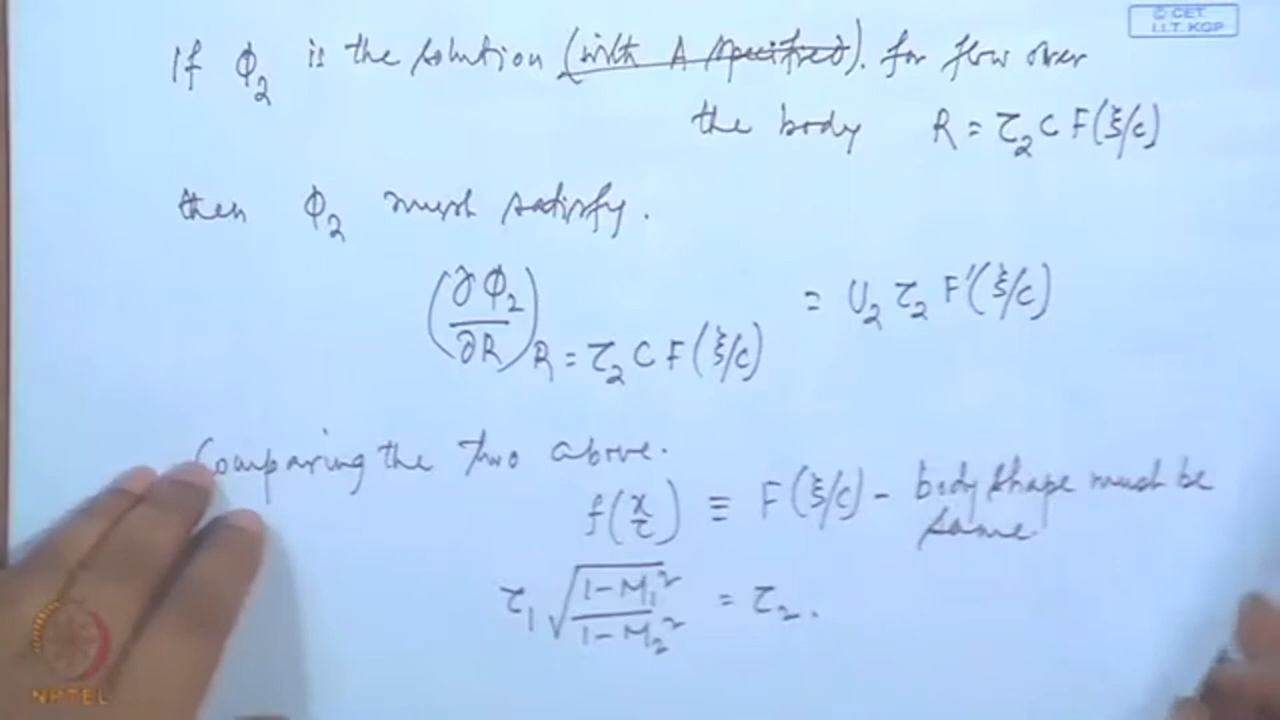 © CET
I.I.T. KGP
If ϕ₂ is the solution (with A specified). for flow over
the body R = τ₂ C F(ξ/c)
then ϕ₂ must satisfy.
(∂ϕ₂/∂R)_{R = τ₂ C F(ξ/c)} = U₂ τ₂ F'(ξ/c)
Comparing the two above.
f(x/c) ≡ F(ξ/c) - body shape must be
same
τ₁ √((1-M₁²)/(1-M₂²)) = τ₂.
NPTEL